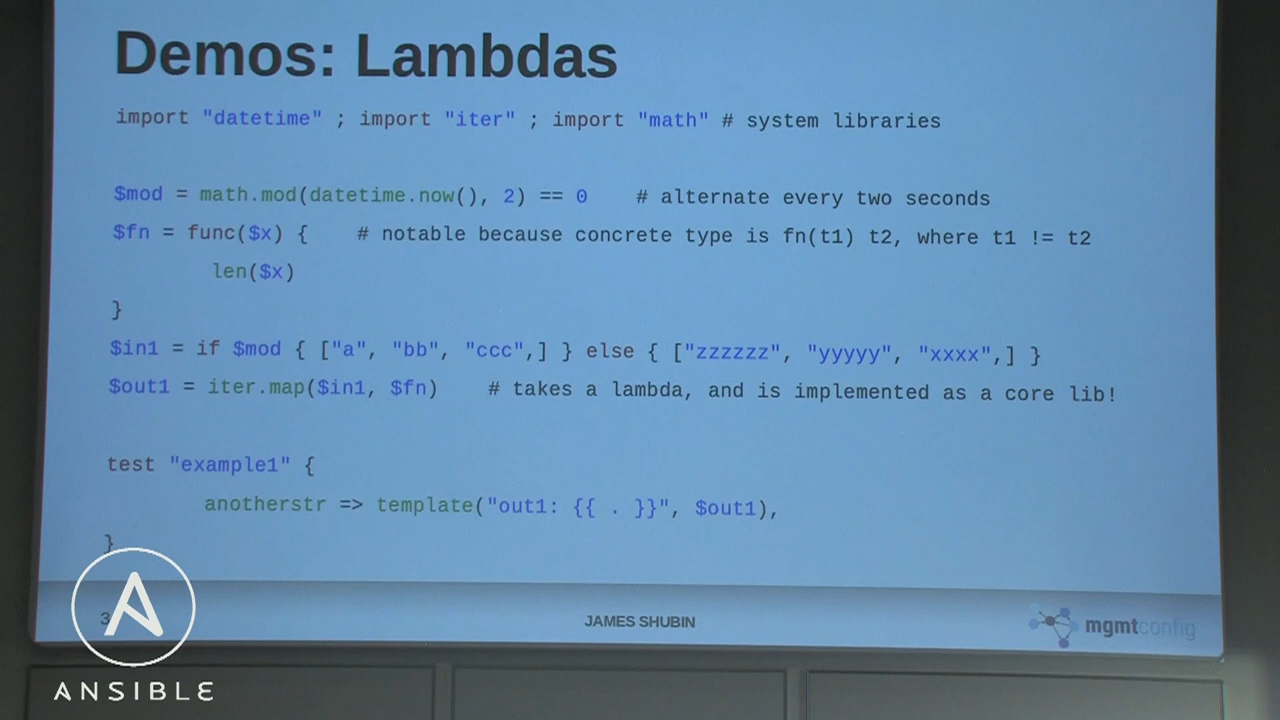 Demos: Lambdas
import "datetime" ; import "iter" ; import "math" # system libraries
$mod = math.mod(datetime.now(), 2) == 0    # alternate every two seconds
$fn = func($x) {    # notable because concrete type is fn(t1) t2, where t1 != t2
        len($x)
}
$in1 = if $mod { ["a", "bb", "ccc",] } else { ["zzzzzz", "yyyyy", "xxxx",] }
$out1 = iter.map($in1, $fn)    # takes a lambda, and is implemented as a core lib!
test "example1" {
        anotherstr => template("out1: {{ . }}", $out1),
}
JAMES SHUBIN
mgmtconfig
ANSIBLE